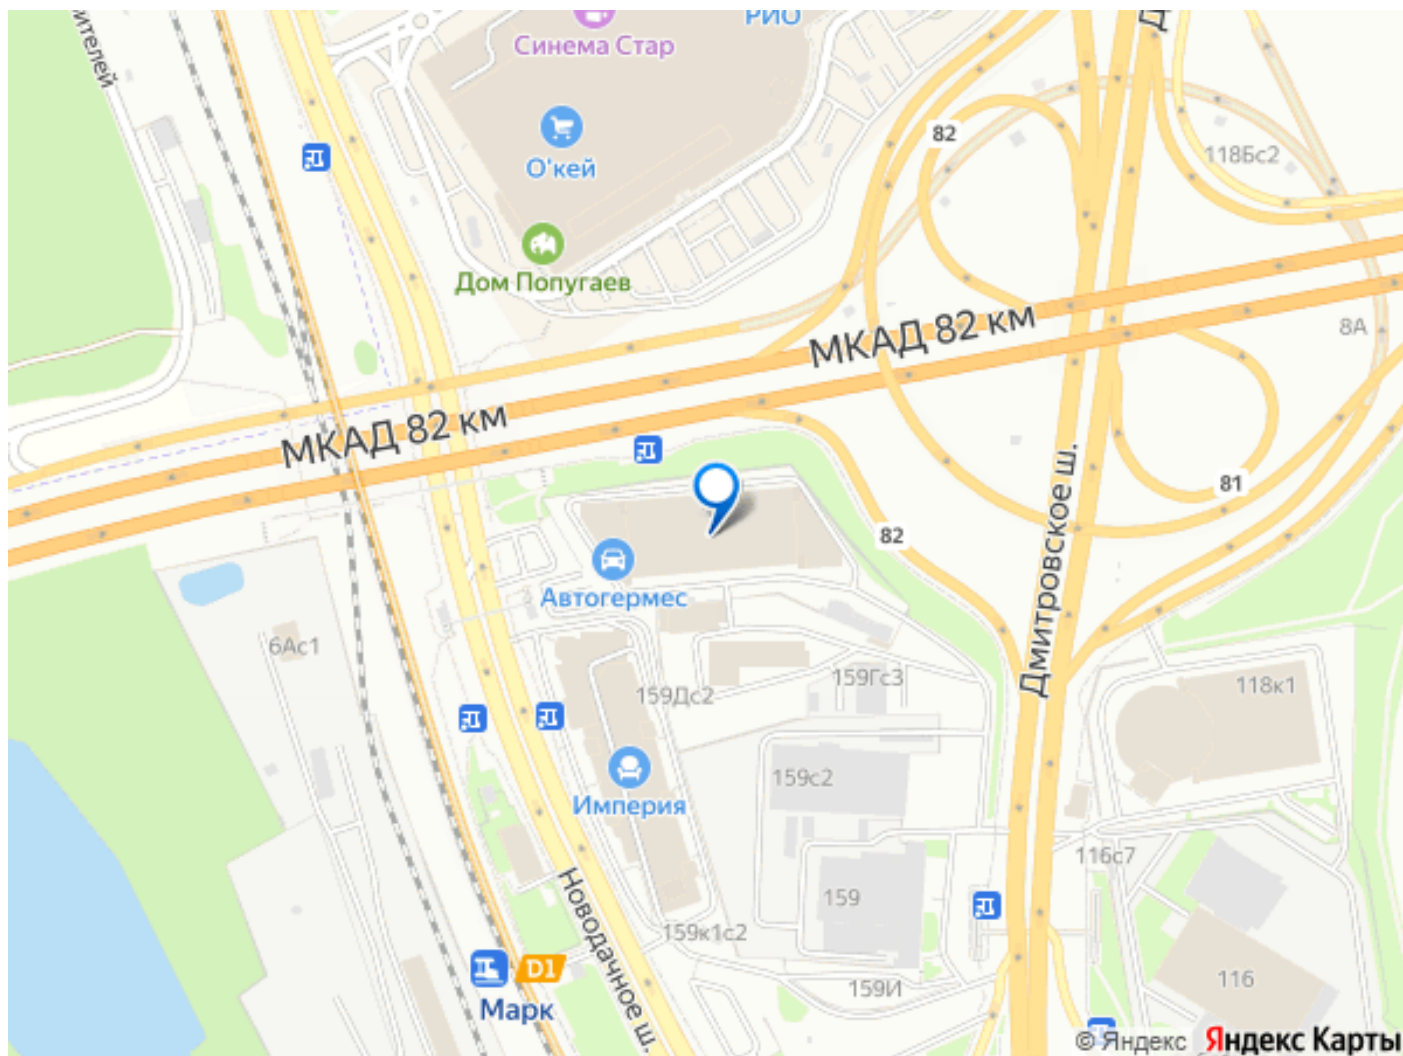 РИО
Синема Стар
ителей
82
О'кей
118Бс2
Дом Попугаев
МКАД 82 км
8А
МКАД 82 км
81
82
Автогермес
Дмитровское ш.
6Ас1
159Дс2
159Гс3
118к1
159с2
Империя
116с7
159
Новодачное ш.
159к1с2
D1
Марк
159И
116
© Яндекс Яндекс Карты